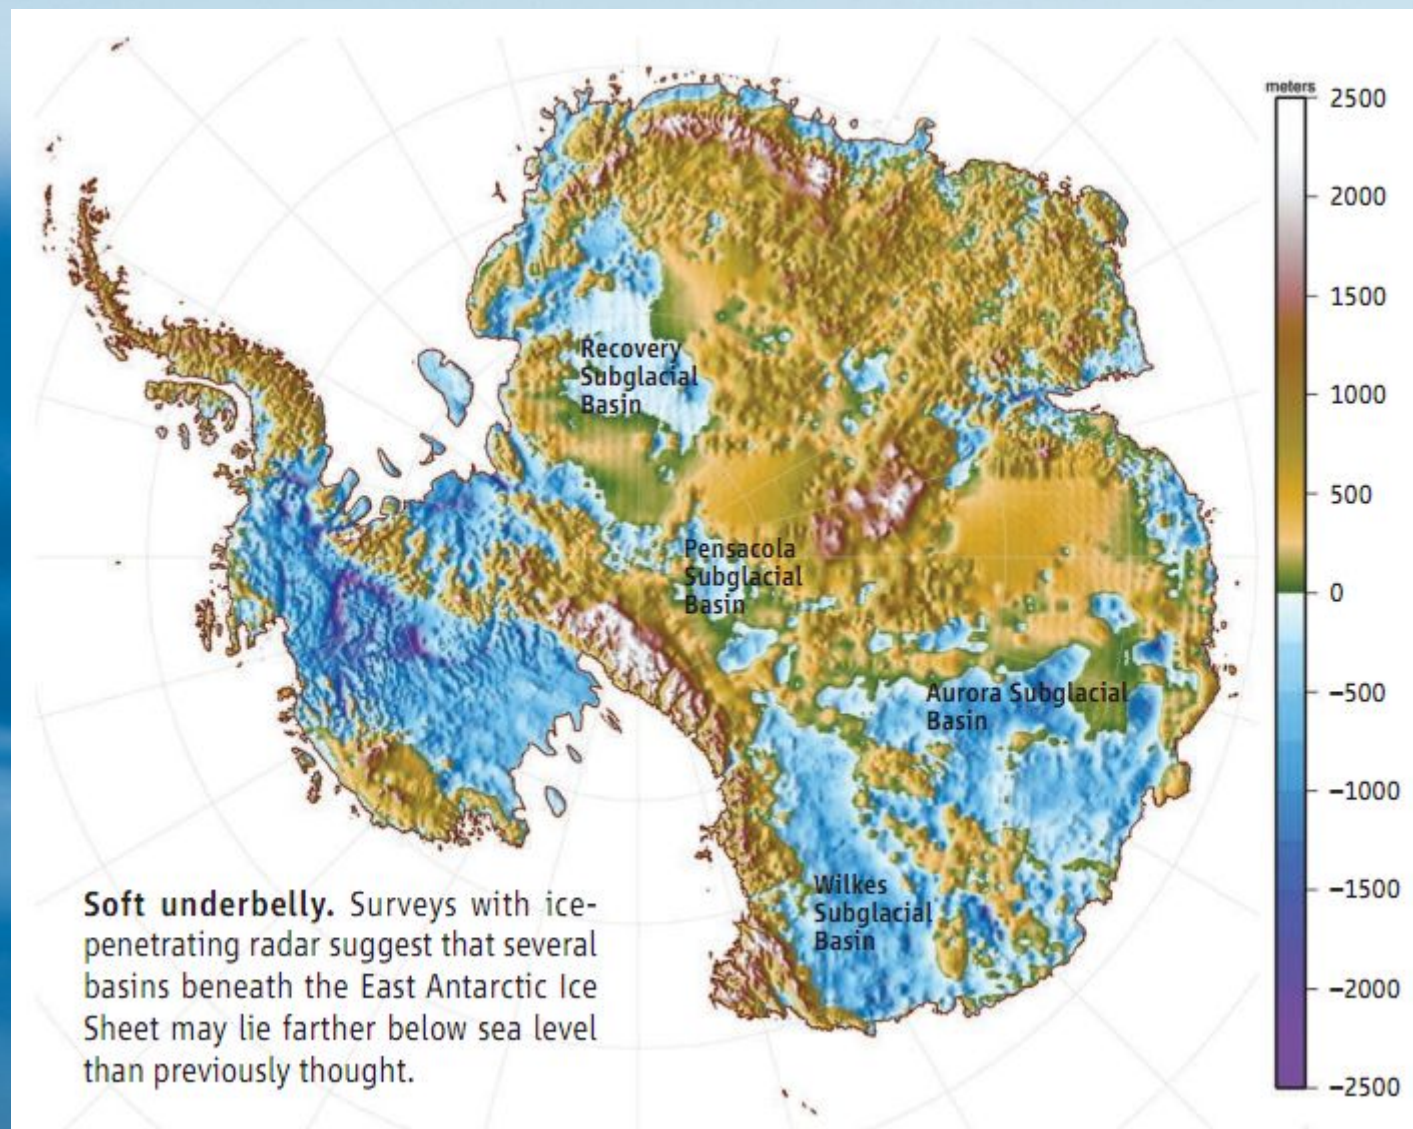 meters
2500
2000
1500
1000
500
0
−500
−1000
−1500
−2000
−2500
Recovery
Subglacial
Basin
Pensacola
Subglacial
Basin
Aurora Subglacial
Basin
Wilkes
Subglacial
Basin
Soft underbelly. Surveys with ice-
penetrating radar suggest that several
basins beneath the East Antarctic Ice
Sheet may lie farther below sea level
than previously thought.